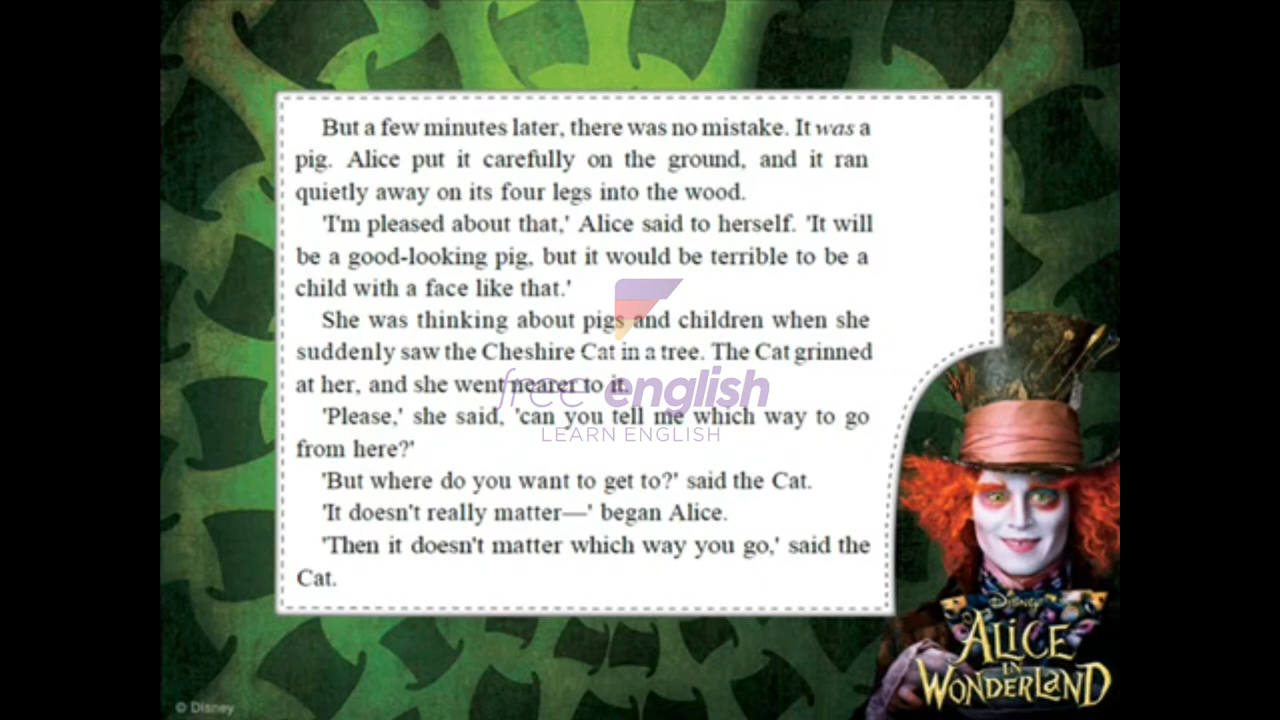 But a few minutes later, there was no mistake. It was a
pig. Alice put it carefully on the ground, and it ran
quietly away on its four legs into the wood.
'I'm pleased about that,' Alice said to herself. 'It will
be a good-looking pig, but it would be terrible to be a
child with a face like that.'
She was thinking about pigs and children when she
suddenly saw the Cheshire Cat in a tree. The Cat grinned
at her, and she went nearer to it.
free english
'Please,' she said, 'can you tell me which way to go
LEARN ENGLISH
from here?'
'But where do you want to get to?' said the Cat.
'It doesn't really matter—' began Alice.
'Then it doesn't matter which way you go,' said the
Cat.
DISNEY
ALICE
IN
WONDERLAND
© Disney